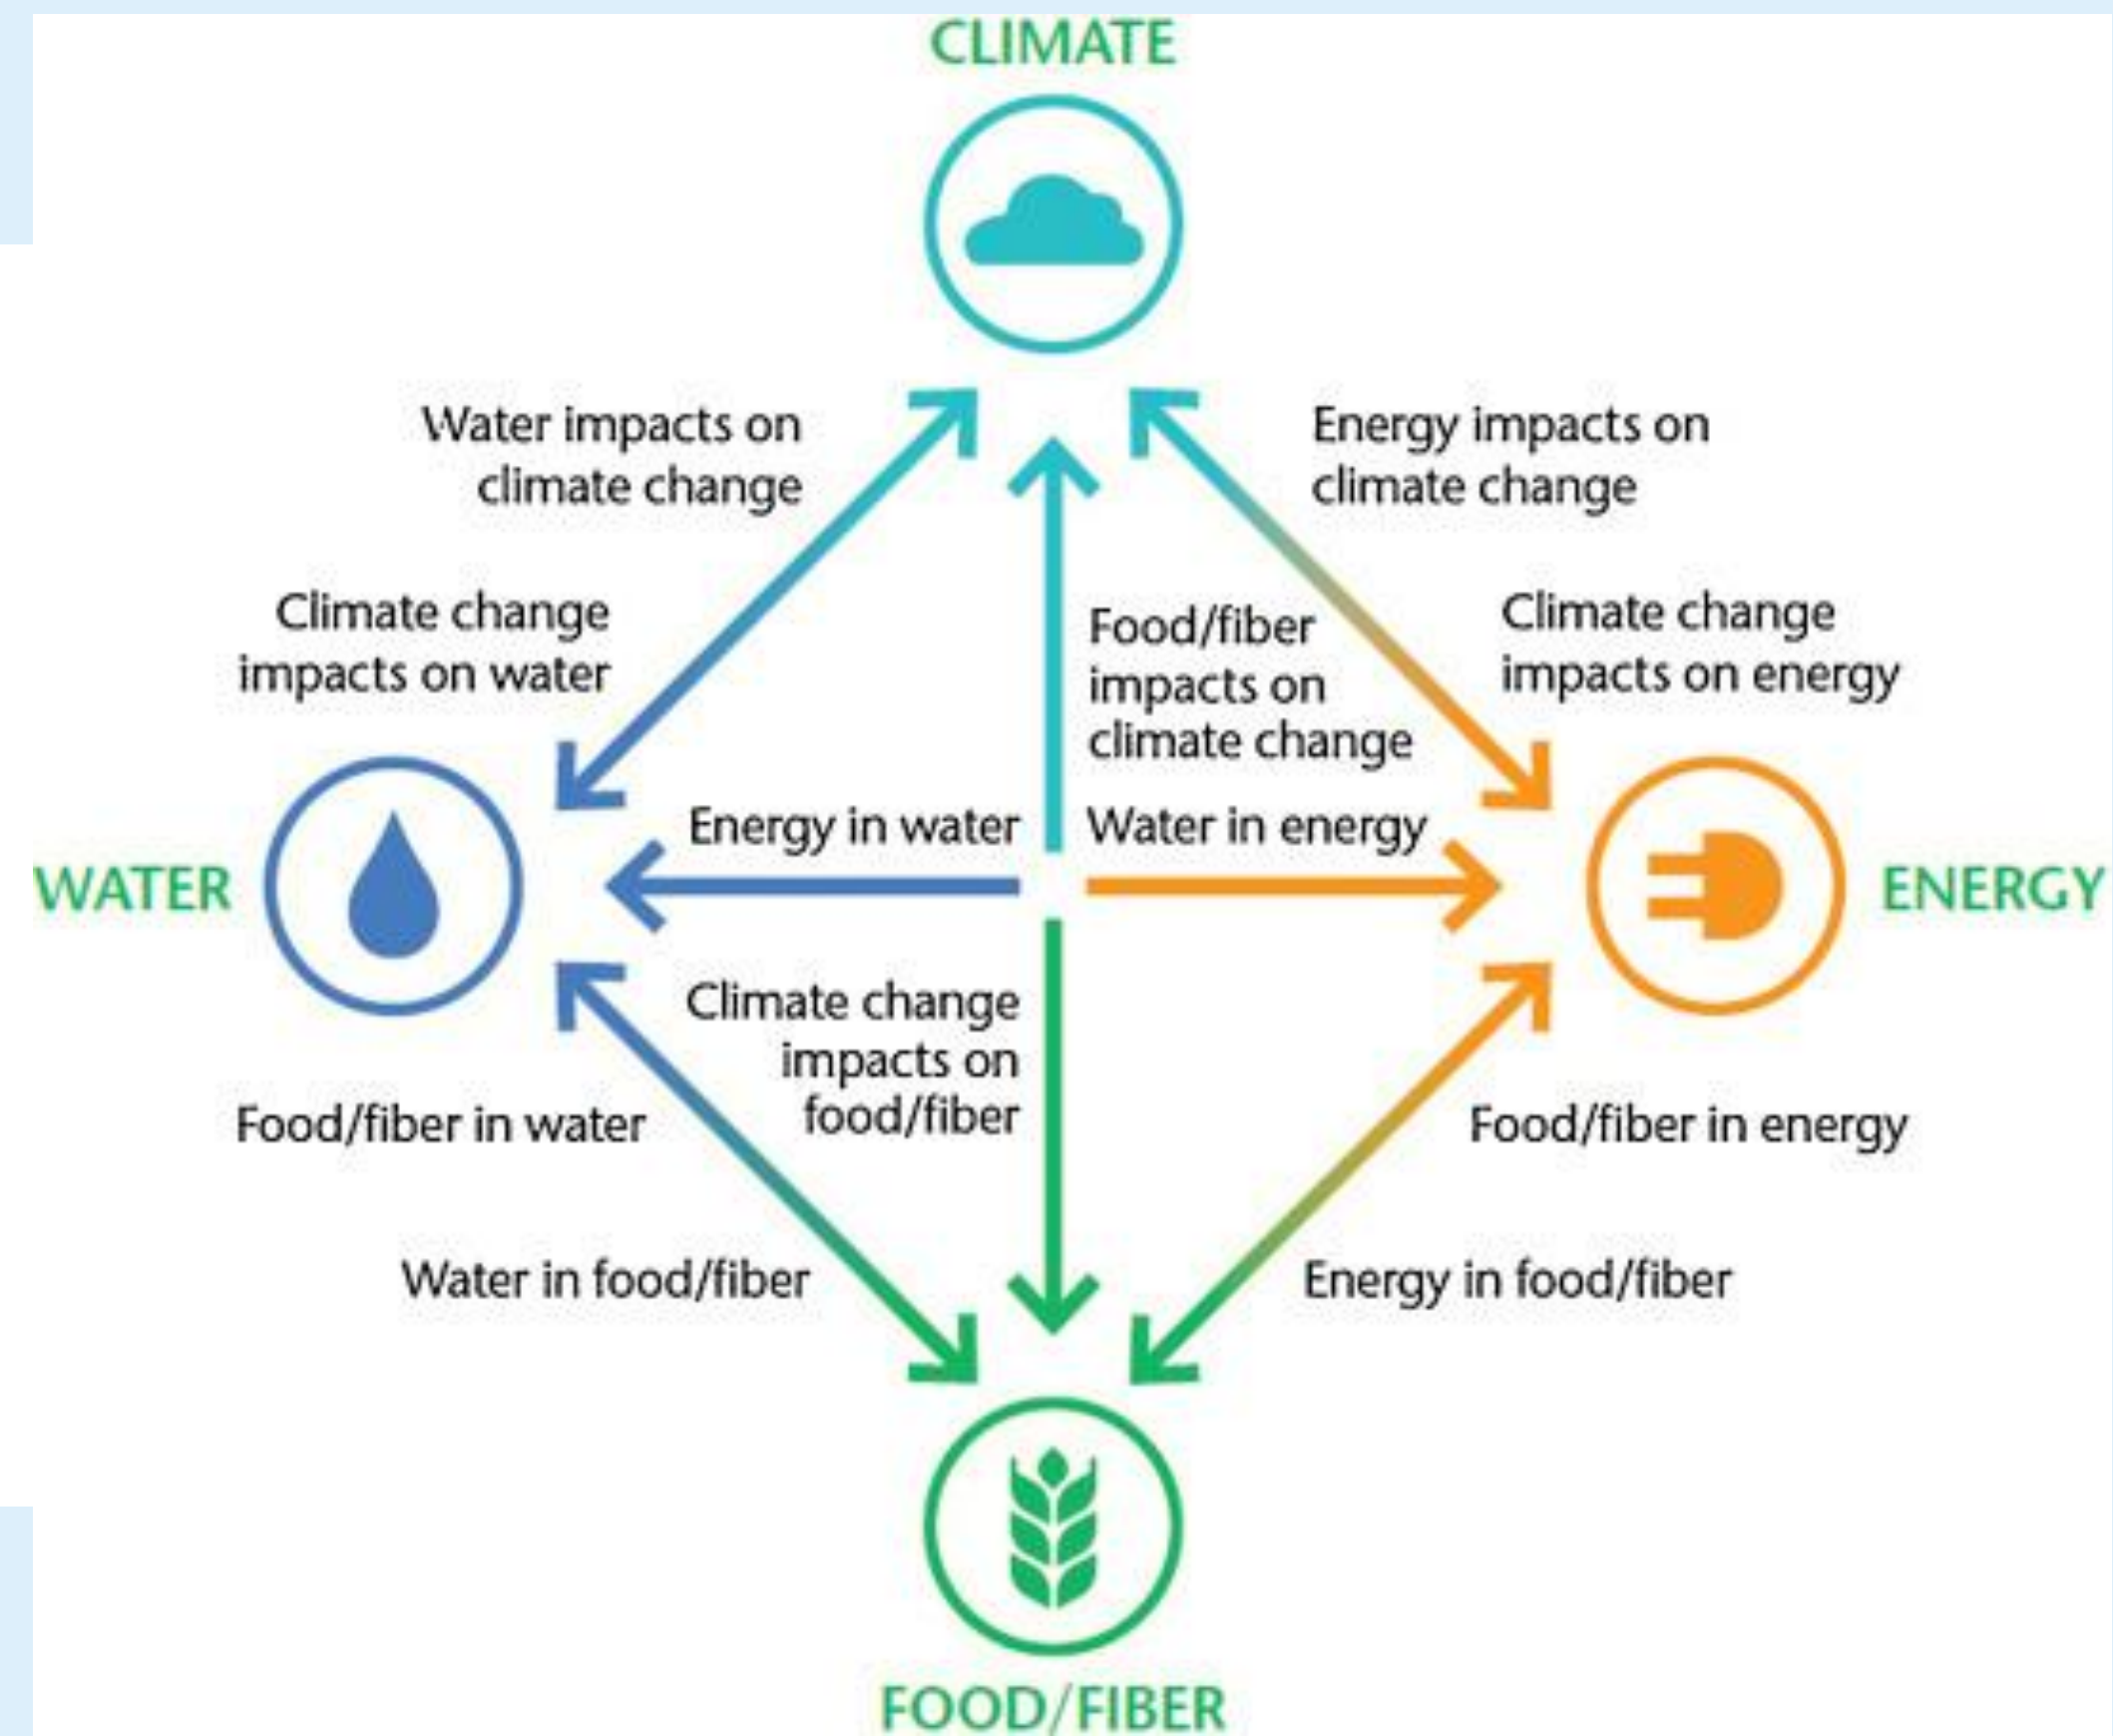 CLIMATE
Water impacts on
climate change
Energy impacts on
climate change
Climate change
impacts on water
Food/fiber
impacts on
climate change
Climate change
impacts on energy
Energy in water
Water in energy
WATER
ENERGY
Climate change
impacts on
food/fiber
Food/fiber in water
Food/fiber in energy
Water in food/fiber
Energy in food/fiber
FOOD/FIBER